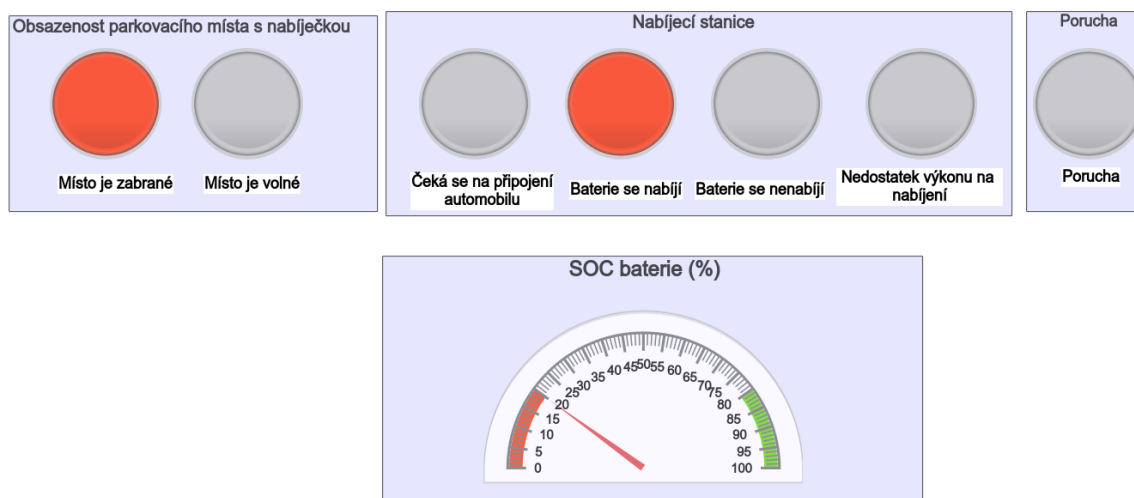 Obsazenost parkovacího místa s nabíječkou
Místo je zabrané
Místo je volné
Nabíjecí stanice
Čeká se na připojení
automobilu
Baterie se nabíjí
Baterie se nenabíjí
Nedostatek výkonu na
nabíjení
Porucha
Porucha
SOC baterie (%)
0
5
10
15
20
25
30
35
40
45
50
55
60
65
70
75
80
85
90
95
100